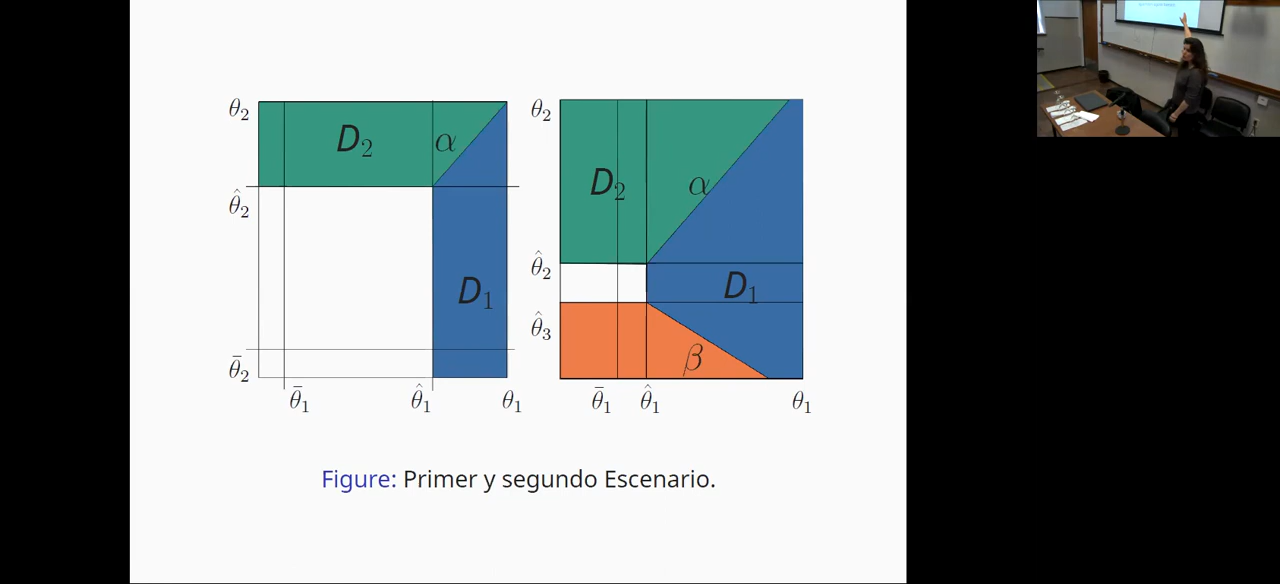 θ₂
D₂
α
θ̂₂
D₁
θ̄₂
θ̄₁
θ̂₁
θ₁
θ₂
D₂
α
θ̂₂
D₁
θ̂₃
β
θ̄₁
θ̂₁
θ₁
Figure: Primer y segundo Escenario.